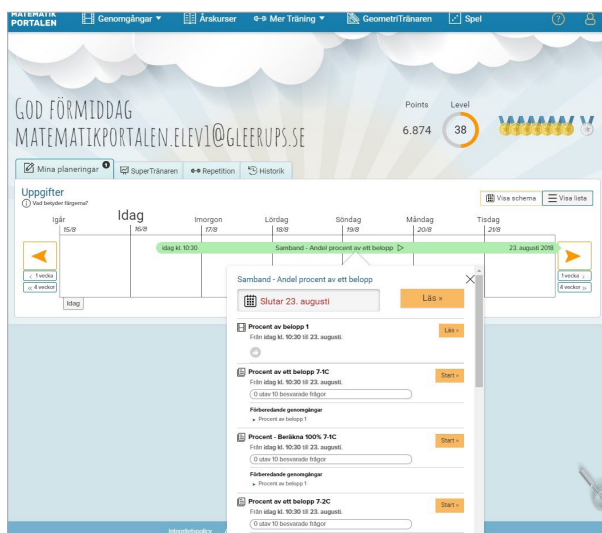 MATEMATIK
PORTALEN
Genomgångar
Årskurser
Mer Träning
GeometriTränaren
Spel
?
GOD FÖRMIDDAG
MATEMATIKPORTALEN.ELEV1@GLEERUPS.SE
Points
Level
6.874
38
Mina planeringar
1
SuperTränaren
Repetition
Historik
Uppgifter
Vad betyder färgerna?
Visa schema
Visa lista
Igår
Idag
Imorgon
Lördag
Söndag
Måndag
Tisdag
15/8
16/8
17/8
18/8
19/8
20/8
21/8
idag kl. 10:30
Samband - Andel procent av ett belopp
23. augusti 2018
< 1 vecka
<< 4 veckor
1 vecka >
4 veckor >>
Idag
Samband - Andel procent av ett belopp
Slutar 23. augusti
Läs »
Procent av belopp 1
Från idag kl. 10:30 till 23. augusti.
Läs »
Procent av ett belopp 7-1C
Från idag kl. 10:30 till 23. augusti.
Start »
0 utav 10 besvarade frågor
Förberedande genomgångar
Procent av belopp 1
Procent - Beräkna 100% 7-1C
Från idag kl. 10:30 till 23. augusti.
Start »
0 utav 10 besvarade frågor
Förberedande genomgångar
Procent av belopp 1
Procent av ett belopp 7-2C
Från idag kl. 10:30 till 23. augusti.
Start »
0 utav 10 besvarade frågor
Integritetspolicy